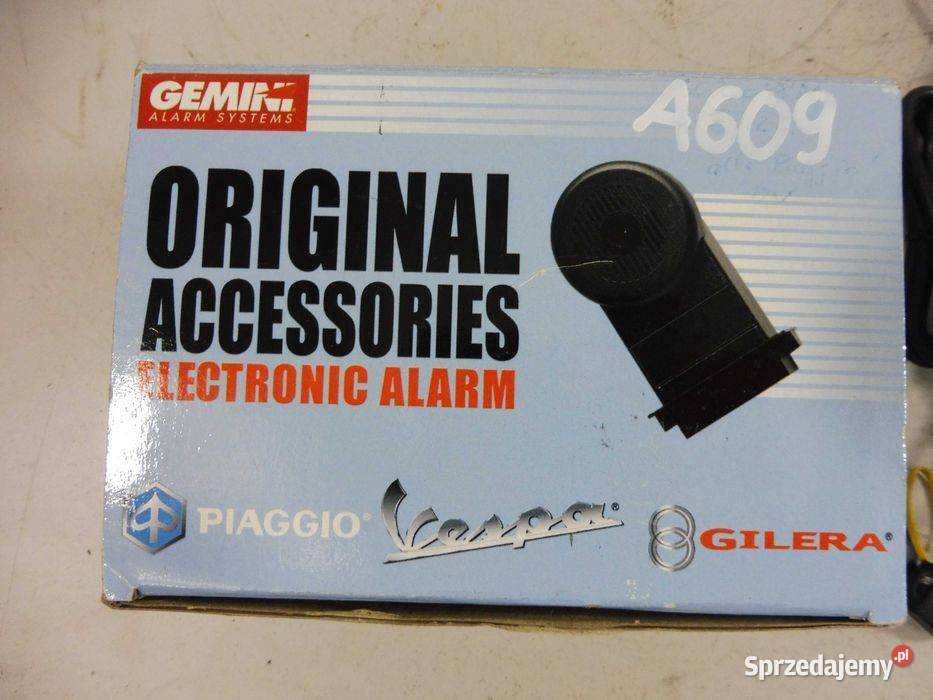 GEMINI
ALARM SYSTEMS
A609
ORIGINAL
ACCESSORIES
ELECTRONIC ALARM
PIAGGIO®
Vespa®
GILERA®
Sprzedajemy.pl